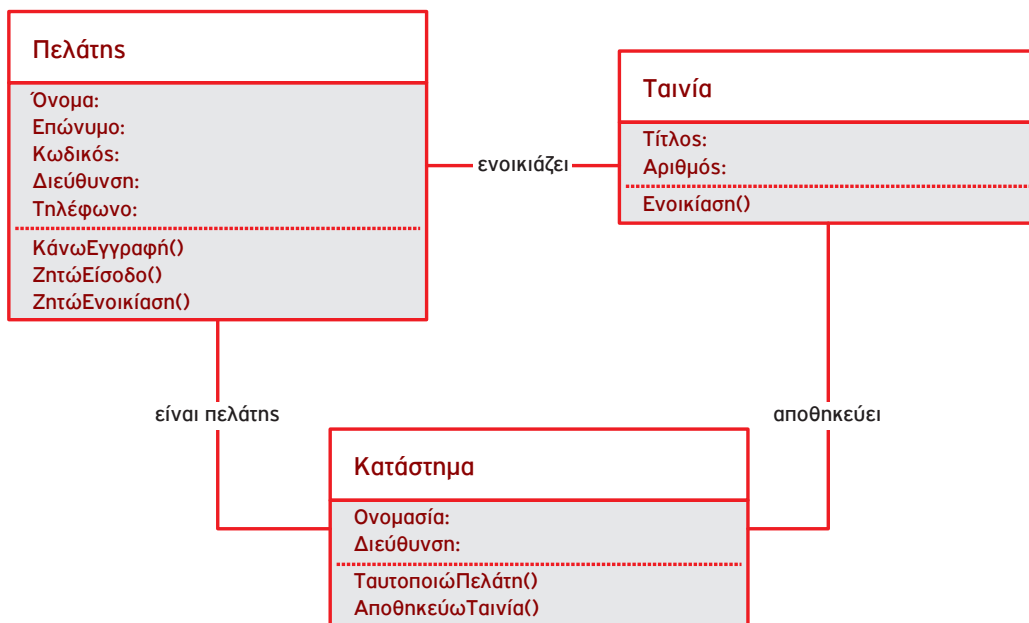 Πελάτης
Όνομα:
Επώνυμο:
Κωδικός:
Διεύθυνση:
Τηλέφωνο:
ΚάνωΕγγραφή()
ΖητώΕίσοδο()
ΖητώΕνοικίαση()
ενοικιάζει
Ταινία
Τίτλος:
Αριθμός:
Ενοικίαση()
είναι πελάτης
αποθηκεύει
Κατάστημα
Ονομασία:
Διεύθυνση:
ΤαυτοποιώΠελάτη()
ΑποθηκεύωΤαινία()